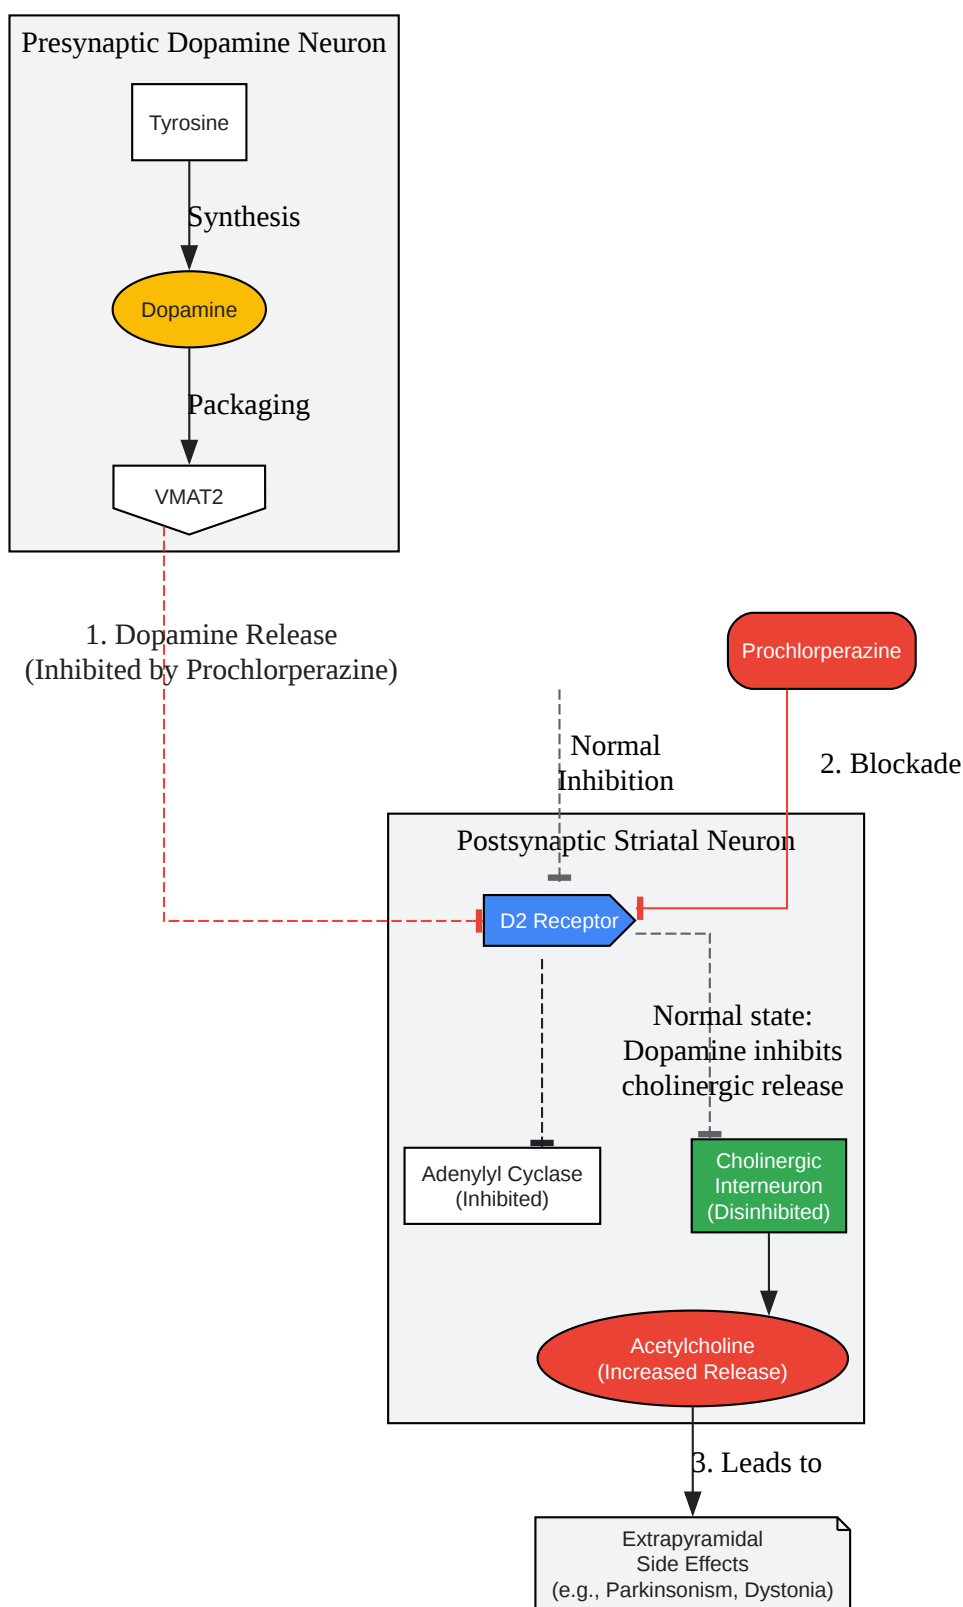 Presynaptic Dopamine Neuron
Tyrosine
Synthesis
Dopamine
Packaging
VMAT2
1. Dopamine Release
(Inhibited by Prochlorperazine)
Prochlorperazine
Normal
Inhibition
2. Blockade
Postsynaptic Striatal Neuron
D2 Receptor
Normal state:
Dopamine inhibits
cholinergic release
Adenylyl Cyclase
(Inhibited)
Cholinergic
Interneuron
(Disinhibited)
Acetylcholine
(Increased Release)
3. Leads to
Extrapyramidal
Side Effects
(e.g., Parkinsonism, Dystonia)